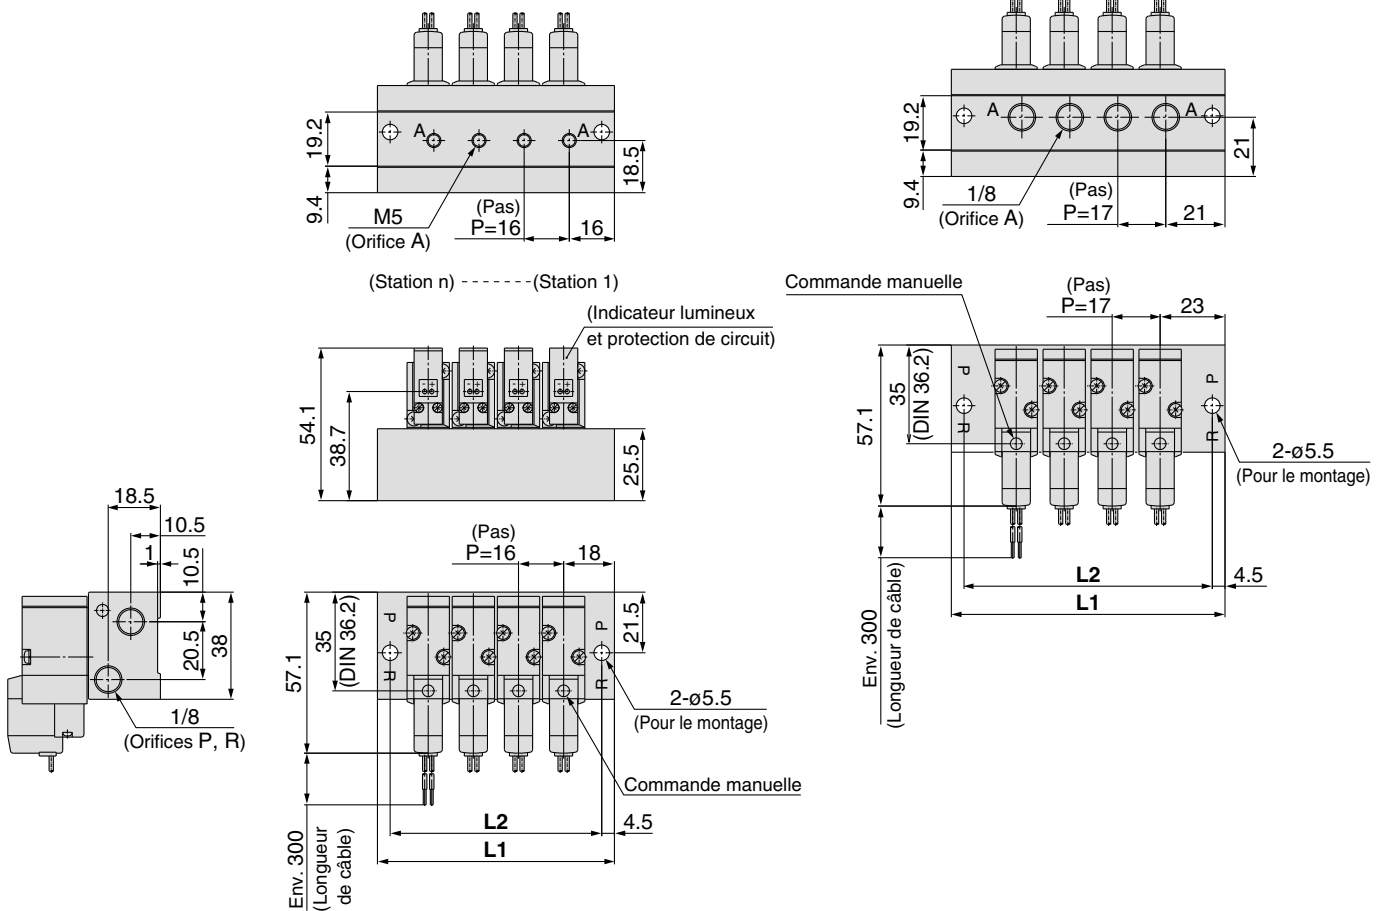 19.2
9.4
A
A
18.5
M5
(Orifice A)
(Pas)
P=16
16
19.2
9.4
A
A
21
1/8
(Orifice A)
(Pas)
P=17
21
(Station n) ------- (Station 1)
(Indicateur lumineux
et protection de circuit)
54.1
38.7
25.5
Commande manuelle
(Pas)
P=17
23
57.1
35
(DIN 36.2)
P
R
P
R
2-ø5.5
(Pour le montage)
Env. 300
(Longueur de câble)
L2
4.5
L1
18.5
10.5
1
10.5
20.5
38
1/8
(Orifices P, R)
(Pas)
P=16
18
57.1
35
(DIN 36.2)
P
R
P
R
21.5
2-ø5.5
(Pour le montage)
Commande manuelle
Env. 300
(Longueur
de câble)
L2
4.5
L1